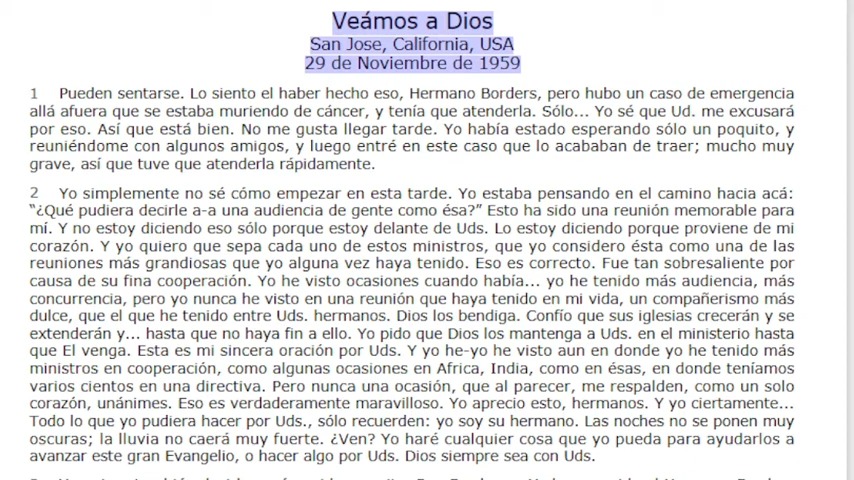 Veámos a Dios
San Jose, California, USA
29 de Noviembre de 1959
1 Pueden sentarse. Lo siento el haber hecho eso, Hermano Borders, pero hubo un caso de emergencia
allá afuera que se estaba muriendo de cáncer, y tenía que atenderla. Sólo... Yo sé que Ud. me excusará
por eso. Así que está bien. No me gusta llegar tarde. Yo había estado esperando sólo un poquito, y
reuniéndome con algunos amigos, y luego entré en este caso que lo acababan de traer; mucho muy
grave, así que tuve que atenderla rápidamente.
2 Yo simplemente no sé cómo empezar en esta tarde. Yo estaba pensando en el camino hacia acá:
“¿Qué pudiera decirle a-a una audiencia de gente como ésa?” Esto ha sido una reunión memorable para
mí. Y no estoy diciendo eso sólo porque estoy delante de Uds. Lo estoy diciendo porque proviene de mi
corazón. Y yo quiero que sepa cada uno de estos ministros, que yo considero ésta como una de las
reuniones más grandiosas que yo alguna vez haya tenido. Eso es correcto. Fue tan sobresaliente por
causa de su fina cooperación. Yo he visto ocasiones cuando había... yo he tenido más audiencia, más
concurrencia, pero yo nunca he visto en una reunión que haya tenido en mi vida, un compañerismo más
dulce, que el que he tenido entre Uds. hermanos. Dios los bendiga. Confío que sus iglesias crecerán y se
extenderán y... hasta que no haya fin a ello. Yo pido que Dios los mantenga a Uds. en el ministerio hasta
que El venga. Esta es mi sincera oración por Uds. Y yo he-yo he visto aun en donde yo he tenido más
ministros en cooperación, como algunas ocasiones en Africa, India, como en ésas, en donde teníamos
varios cientos en una directiva. Pero nunca una ocasión, que al parecer, me respalden, como un solo
corazón, unánimes. Eso es verdaderamente maravilloso. Yo aprecio esto, hermanos. Y yo ciertamente...
Todo lo que yo pudiera hacer por Uds., sólo recuerden: yo soy su hermano. Las noches no se ponen muy
oscuras; la lluvia no caerá muy fuerte. ¿Ven? Yo haré cualquier cosa que yo pueda para ayudarlos a
avanzar este gran Evangelio, o hacer algo por Uds. Dios siempre sea con Uds.